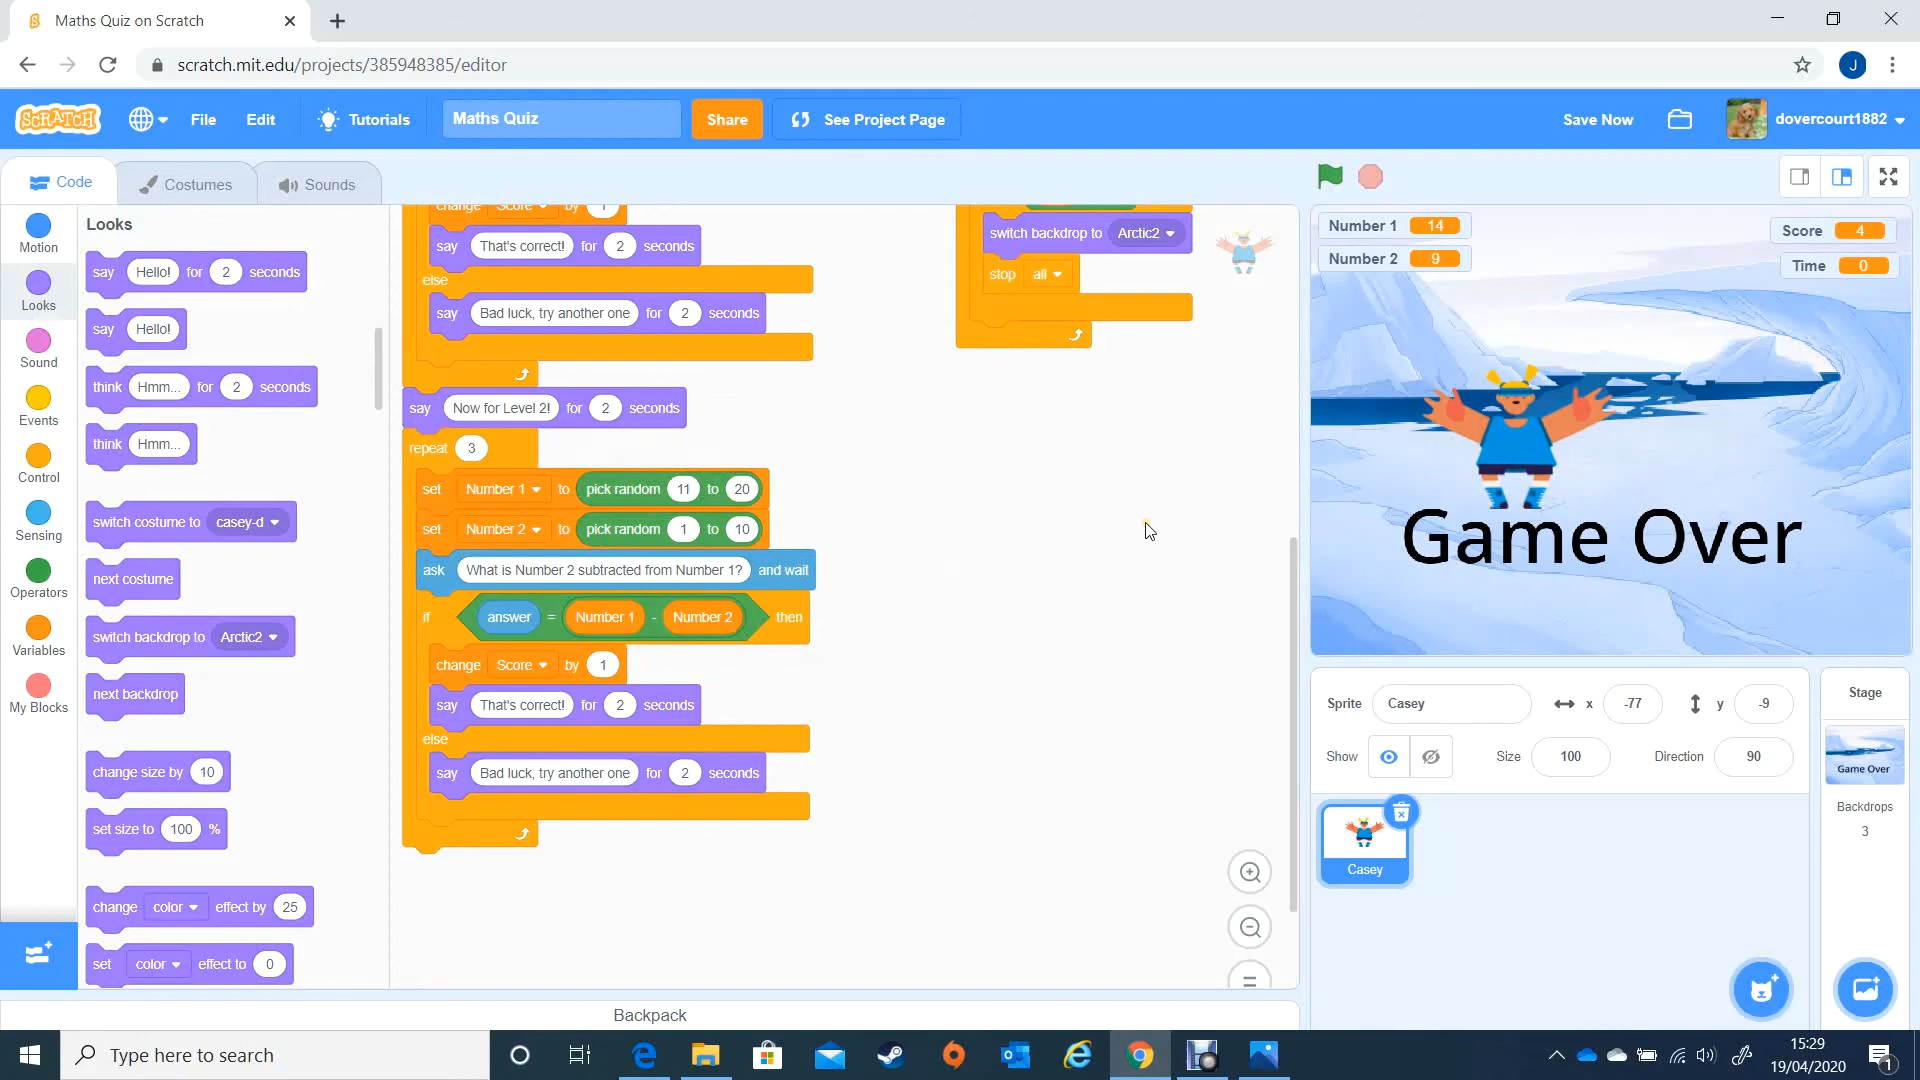 Maths Quiz on Scratch
scratch.mit.edu/projects/385948385/editor
J
SCRATCH
File
Edit
Tutorials
Maths Quiz
Share
See Project Page
Save Now
dovercourt1882
Code
Costumes
Sounds
Motion
Looks
Sound
Events
Control
Sensing
Operators
Variables
My Blocks
Looks
say Hello! for 2 seconds
say Hello!
think Hmm... for 2 seconds
think Hmm...
switch costume to casey-d
next costume
switch backdrop to Arctic2
next backdrop
change size by 10
set size to 100 %
change color effect by 25
set color effect to 0
change Score by 1
say That's correct! for 2 seconds
else
say Bad luck, try another one for 2 seconds
say Now for Level 2! for 2 seconds
repeat 3
set Number 1 to pick random 11 to 20
set Number 2 to pick random 1 to 10
ask What is Number 2 subtracted from Number 1? and wait
if answer = Number 1 - Number 2 then
change Score by 1
say That's correct! for 2 seconds
else
say Bad luck, try another one for 2 seconds
switch backdrop to Arctic2
stop all
Backpack
Number 1 14
Number 2 9
Score 4
Time 0
Game Over
Sprite Casey x -77 y -9
Show Size 100 Direction 90
Casey
Stage
Game Over
Backdrops
3
Type here to search
15:29
19/04/2020
1